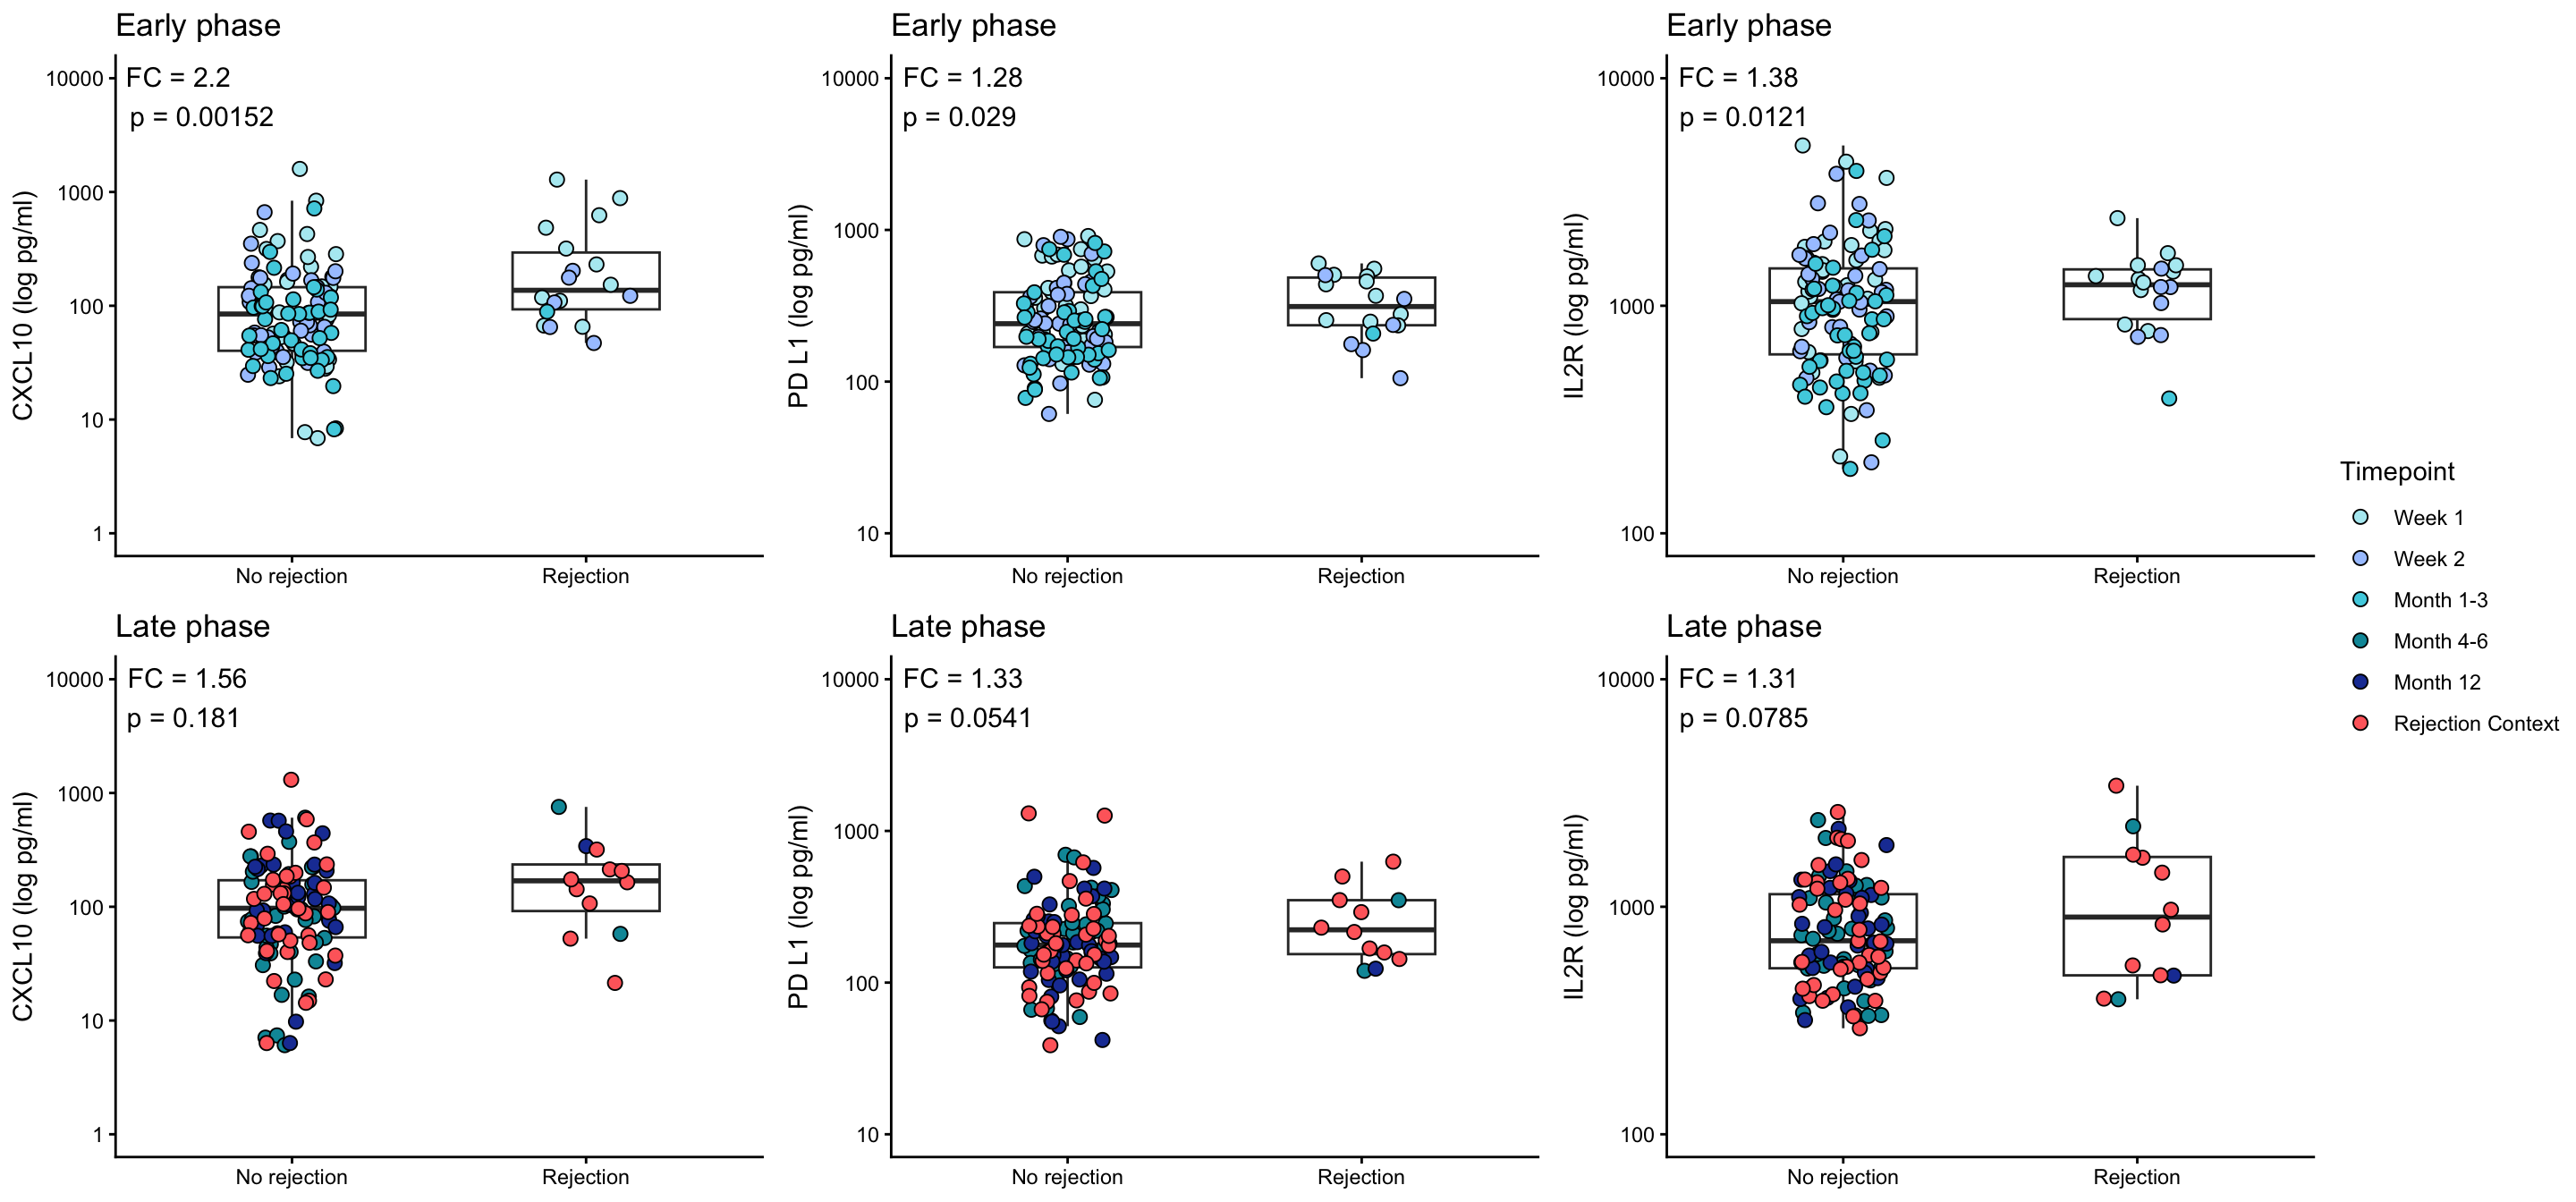 Early phase
FC = 2.2
p = 0.00152
CXCL10 (log pg/ml)
10000
1000
100
10
1
No rejection
Rejection
Early phase
FC = 1.28
p = 0.029
PD L1 (log pg/ml)
10000
1000
100
10
No rejection
Rejection
Early phase
FC = 1.38
p = 0.0121
IL2R (log pg/ml)
10000
1000
100
No rejection
Rejection
Late phase
FC = 1.56
p = 0.181
CXCL10 (log pg/ml)
10000
1000
100
10
1
No rejection
Rejection
Late phase
FC = 1.33
p = 0.0541
PD L1 (log pg/ml)
10000
1000
100
10
No rejection
Rejection
Late phase
FC = 1.31
p = 0.0785
IL2R (log pg/ml)
10000
1000
100
No rejection
Rejection
Timepoint
Week 1
Week 2
Month 1-3
Month 4-6
Month 12
Rejection Context